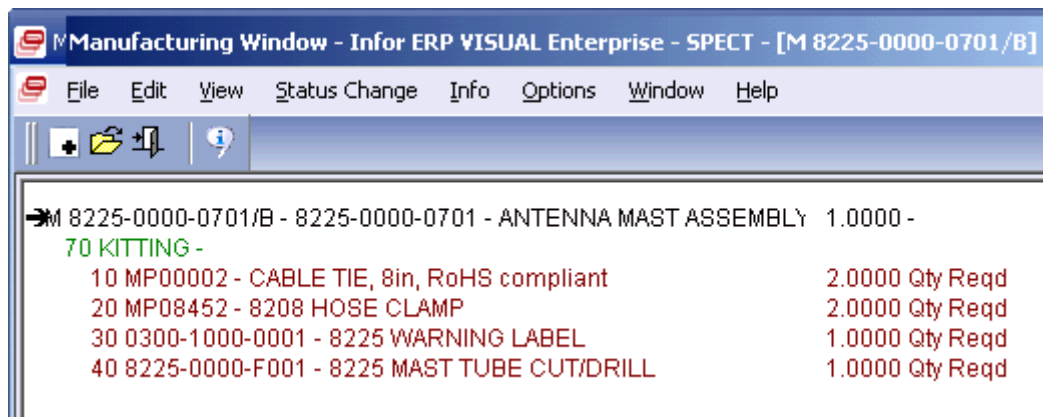 Manufacturing Window - Infor ERP VISUAL Enterprise - SPECT - [M 8225-0000-0701/B]
File Edit View Status Change Info Options Window Help
M 8225-0000-0701/B - 8225-0000-0701 - ANTENNA MAST ASSEMBLY 1.0000 -
70 KITTING -
10 MP00002 - CABLE TIE, 8in, RoHS compliant 2.0000 Qty Reqd
20 MP08452 - 8208 HOSE CLAMP 2.0000 Qty Reqd
30 0300-1000-0001 - 8225 WARNING LABEL 1.0000 Qty Reqd
40 8225-0000-F001 - 8225 MAST TUBE CUT/DRILL 1.0000 Qty Reqd